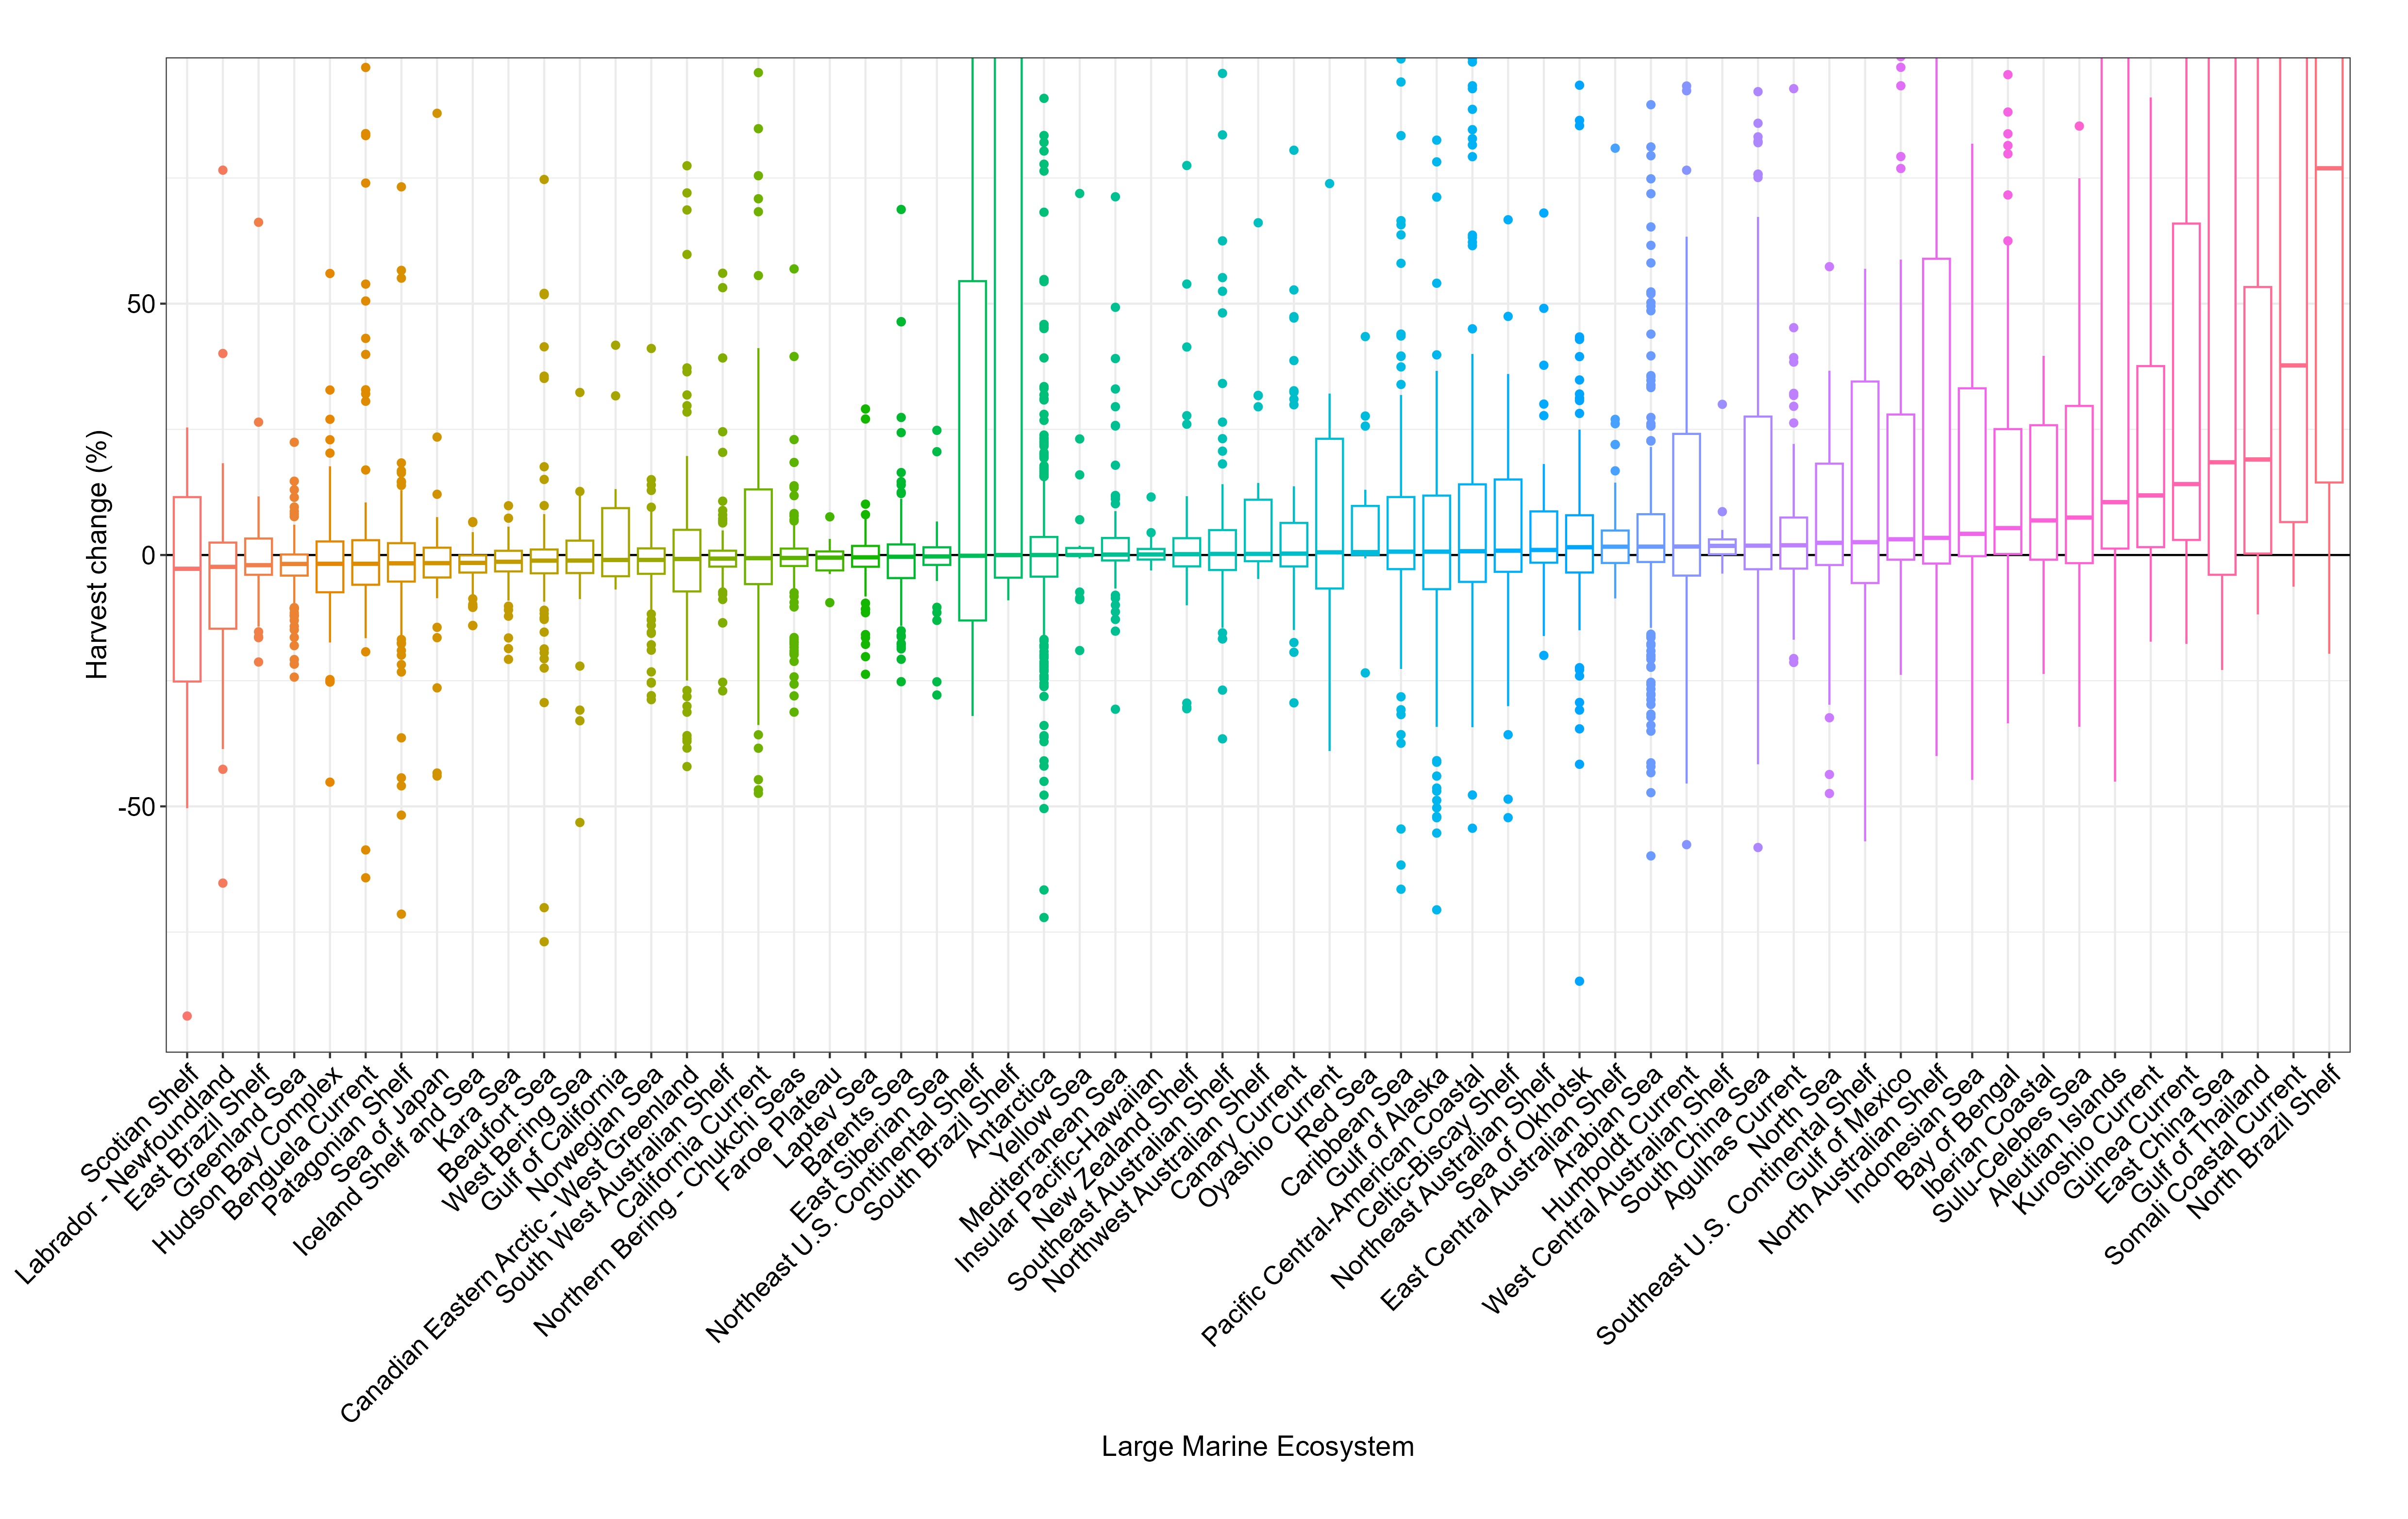 Harvest change (%)
50
0
-50
Scotian Shelf
Labrador - Newfoundland
East Brazil Shelf
Greenland Sea
Hudson Bay Complex
Benguela Current
Patagonian Shelf
Sea of Japan
Iceland Shelf and Sea
Kara Sea
Beaufort Sea
West Bering Sea
Gulf of California
Norwegian Sea
Canadian Eastern Arctic - West Greenland
South West Australian Shelf
California Current
Northern Bering - Chukchi Seas
Faroe Plateau
Laptev Sea
Barents Sea
East Siberian Sea
Northeast U.S. Continental Shelf
South Brazil Shelf
Antarctica
Yellow Sea
Mediterranean Sea
Insular Pacific-Hawaiian
New Zealand Shelf
Southeast Australian Shelf
Northwest Australian Shelf
Canary Current
Oyashio Current
Red Sea
Caribbean Sea
Gulf of Alaska
Pacific Central-American Coastal
Celtic-Biscay Shelf
Northeast Australian Shelf
Sea of Okhotsk
East Central Australian Shelf
Arabian Sea
Humboldt Current
West Central Australian Shelf
South China Sea
Agulhas Current
North Sea
Southeast U.S. Continental Shelf
Gulf of Mexico
North Australian Shelf
Indonesian Sea
Bay of Bengal
Iberian Coastal
Sulu-Celebes Sea
Aleutian Islands
Kuroshio Current
Guinea Current
East China Sea
Gulf of Thailand
Somali Coastal Current
North Brazil Shelf
Large Marine Ecosystem